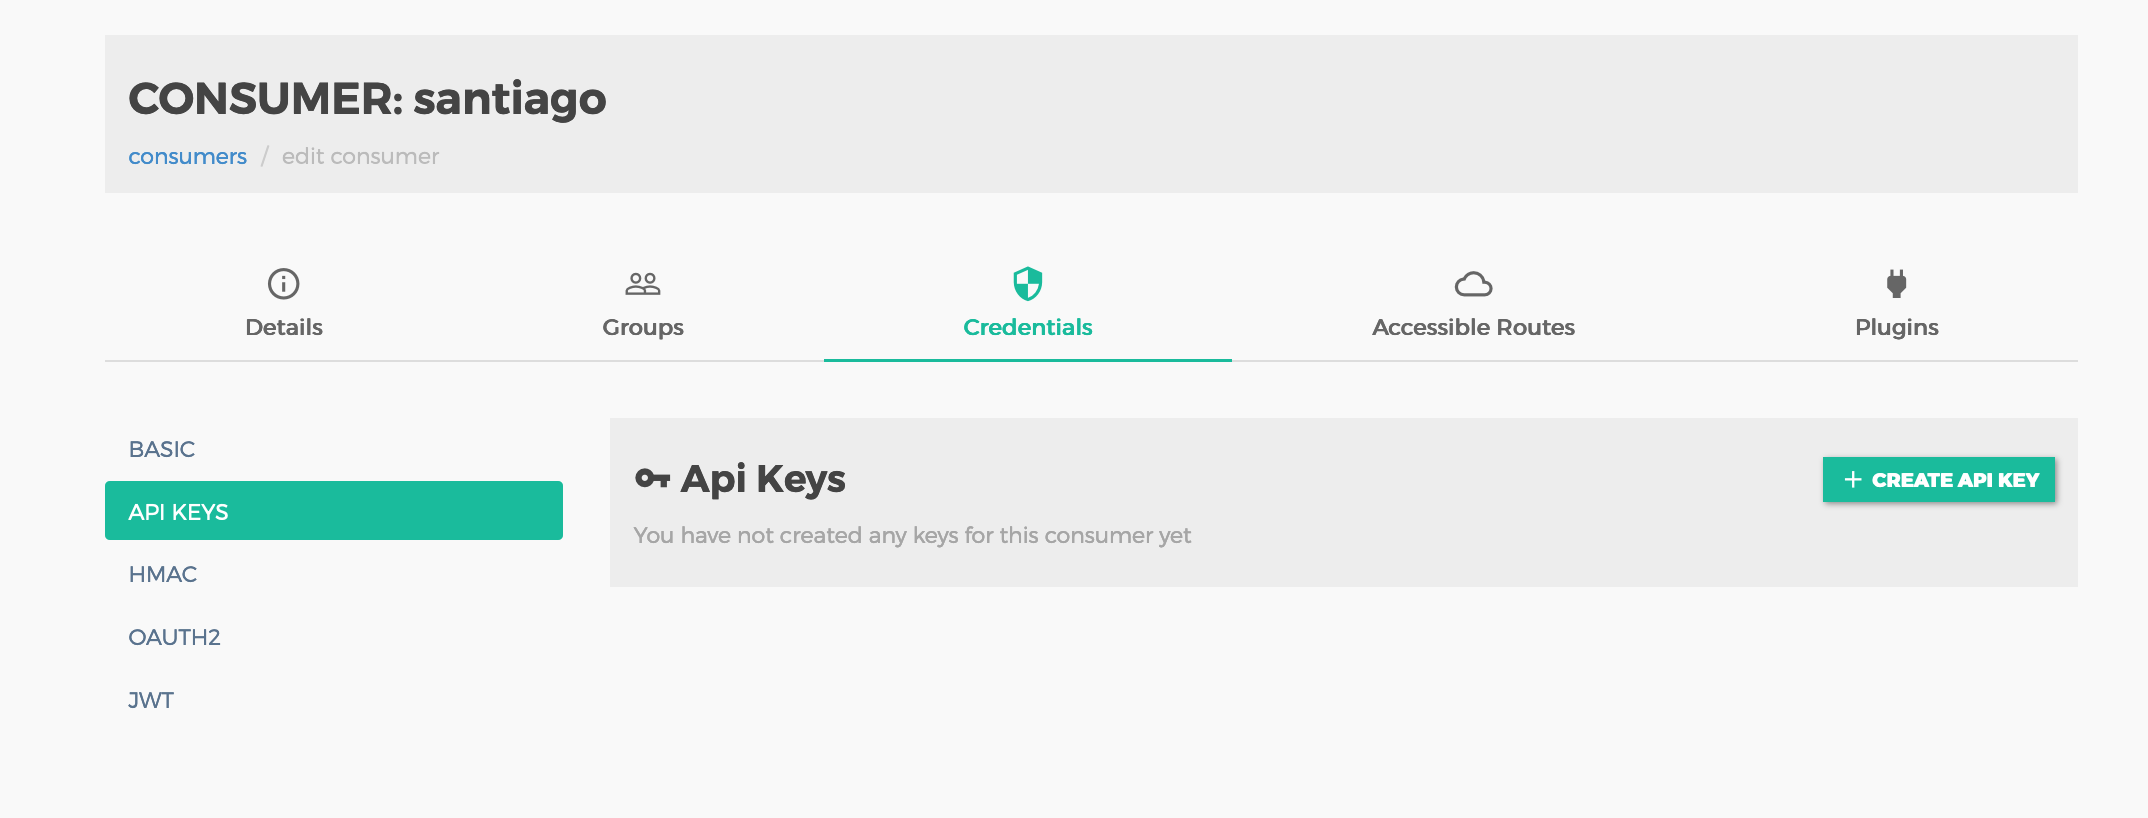 CONSUMER: santiago
consumers / edit consumer
Details
Groups
Credentials
Accessible Routes
Plugins
BASIC
API KEYS
HMAC
OAUTH2
JWT
Api Keys
+ CREATE API KEY
You have not created any keys for this consumer yet